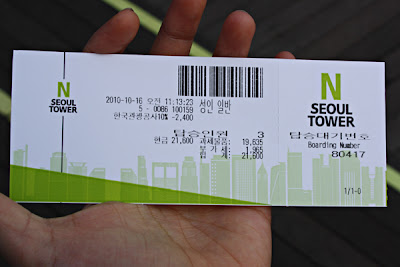 N
SEOUL
TOWER
2010-10-16 오전 11:13:23
5 - 0086 100159
한국관광공사10% -2,400
성인 일반
탑승인원 3
현금 21,600 과세물품: 19,635
부 가 세: 1,965
합 계: 21,600
N
SEOUL
TOWER
탑승대기번호
Boarding Number
80417
1/1-0